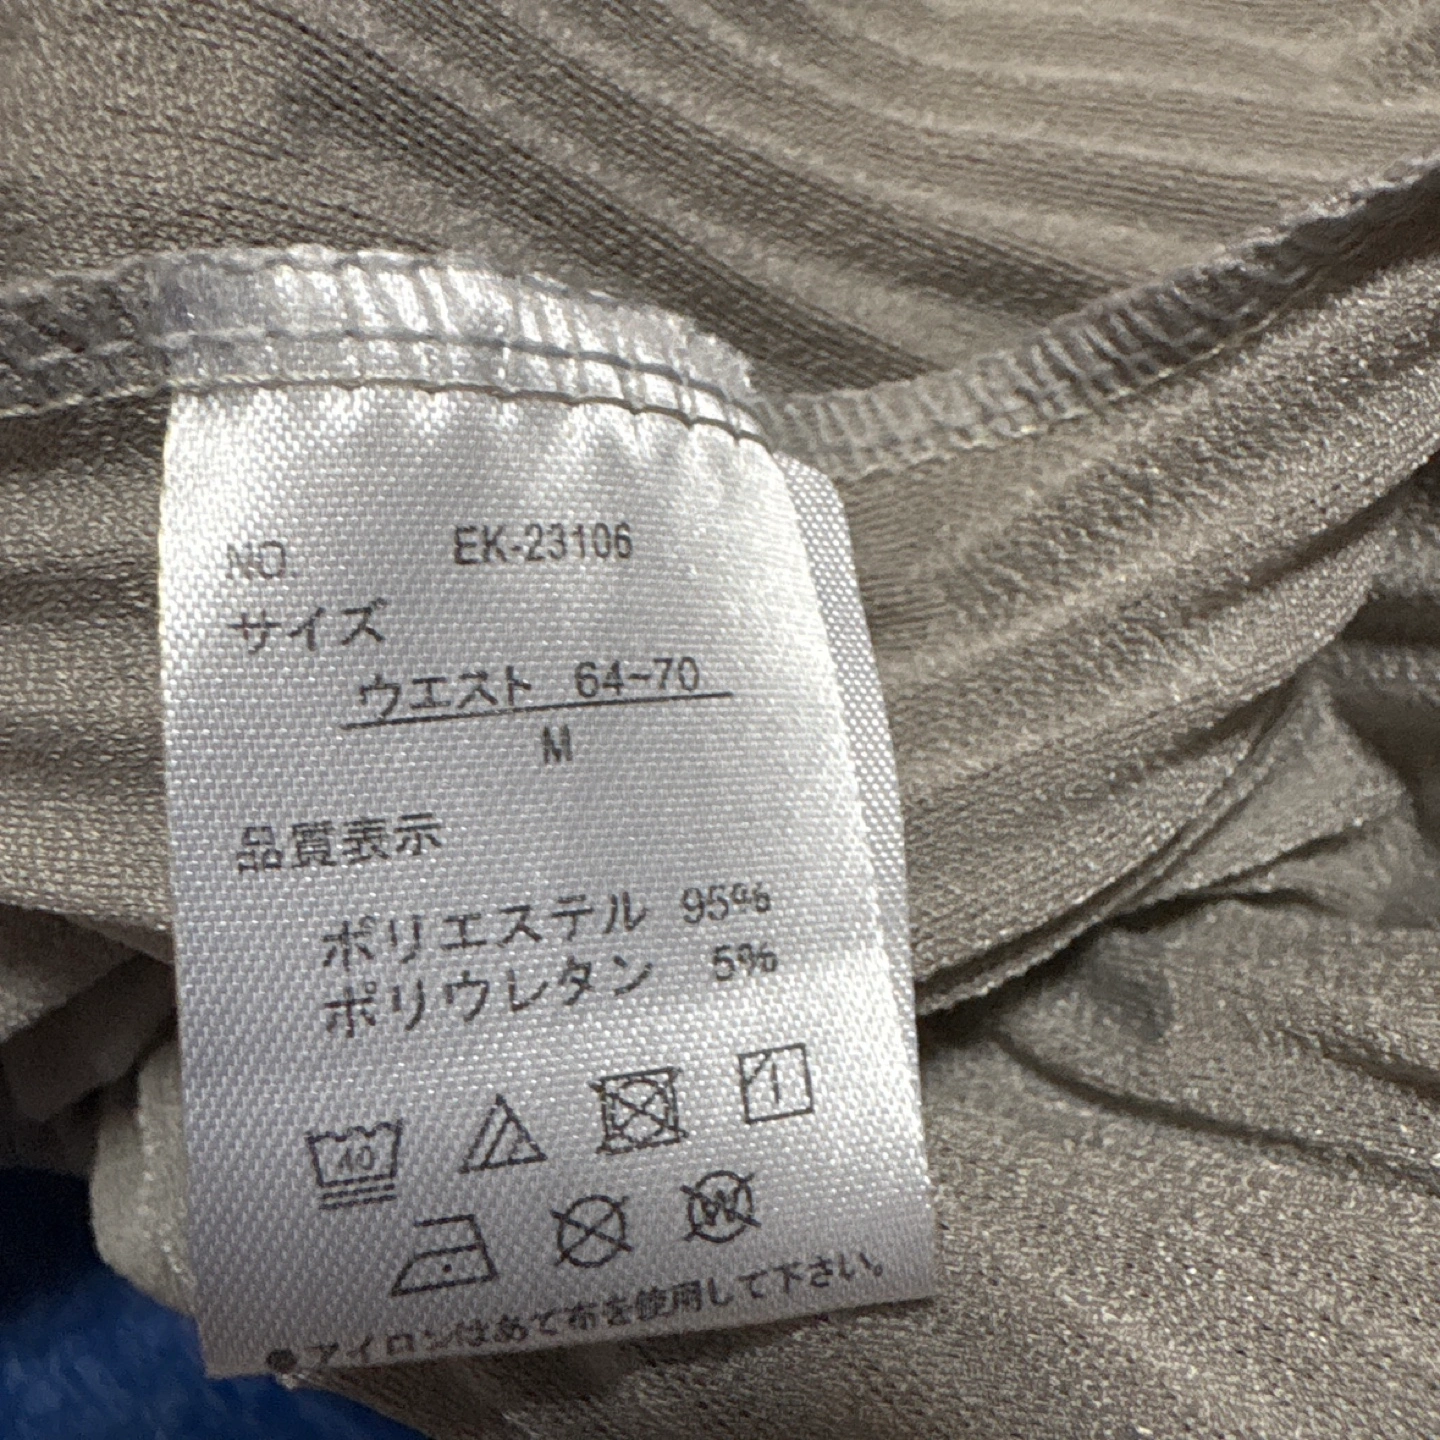 NO. EK-23106
サイズ
ウエスト 64~70
M
品質表示
ポリエステル 95%
ポリウレタン 5%
40
W
●アイロンはあて布を使用して下さい。